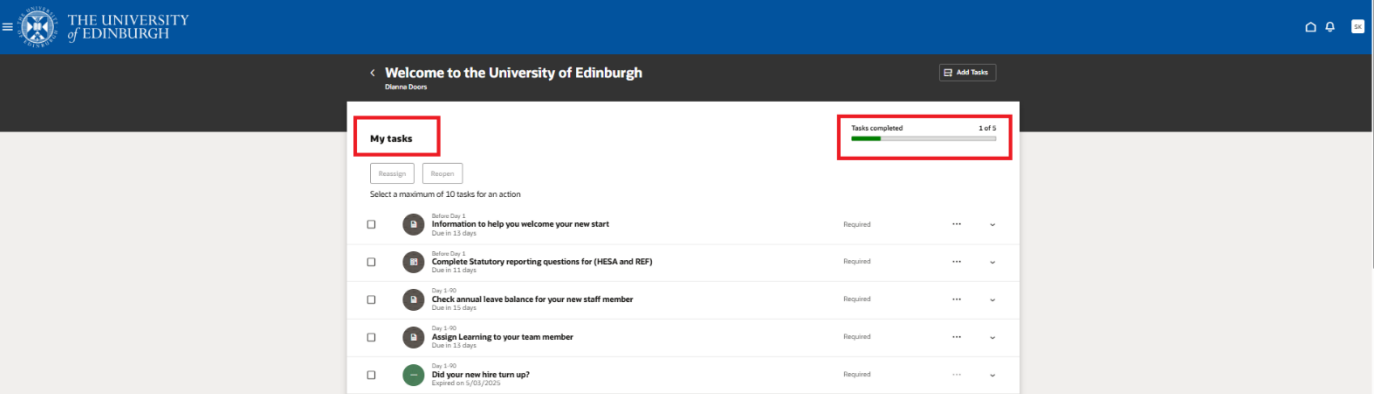 THE UNIVERSITY
of EDINBURGH
SK
Welcome to the University of Edinburgh
Dianna Doors
Add Tasks
My tasks
Tasks completed 1 of 5
Reassign Reopen
Select a maximum of 10 tasks for an action
Before Day 1
Information to help you welcome your new start
Due in 13 days
Required
Before Day 1
Complete Statutory reporting questions for (HESA and REF)
Due in 11 days
Required
Day 1-90
Check annual leave balance for your new staff member
Due in 15 days
Required
Day 1-90
Assign Learning to your team member
Due in 13 days
Required
Day 1-90
Did your new hire turn up?
Expired on 5/03/2025
Required